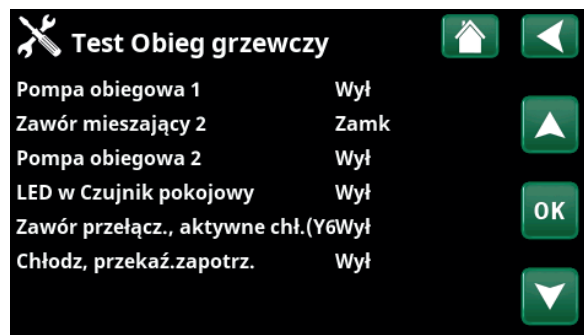 Test Obieg grzewczy
Pompa obiegowa 1 Wył
Zawór mieszający 2 Zamk
Pompa obiegowa 2 Wył
LED w Czujnik pokojowy Wył
Zawór przełącz., aktywne chł.(Y6Wył
Chłodz, przekaź.zapotrz. Wył
OK